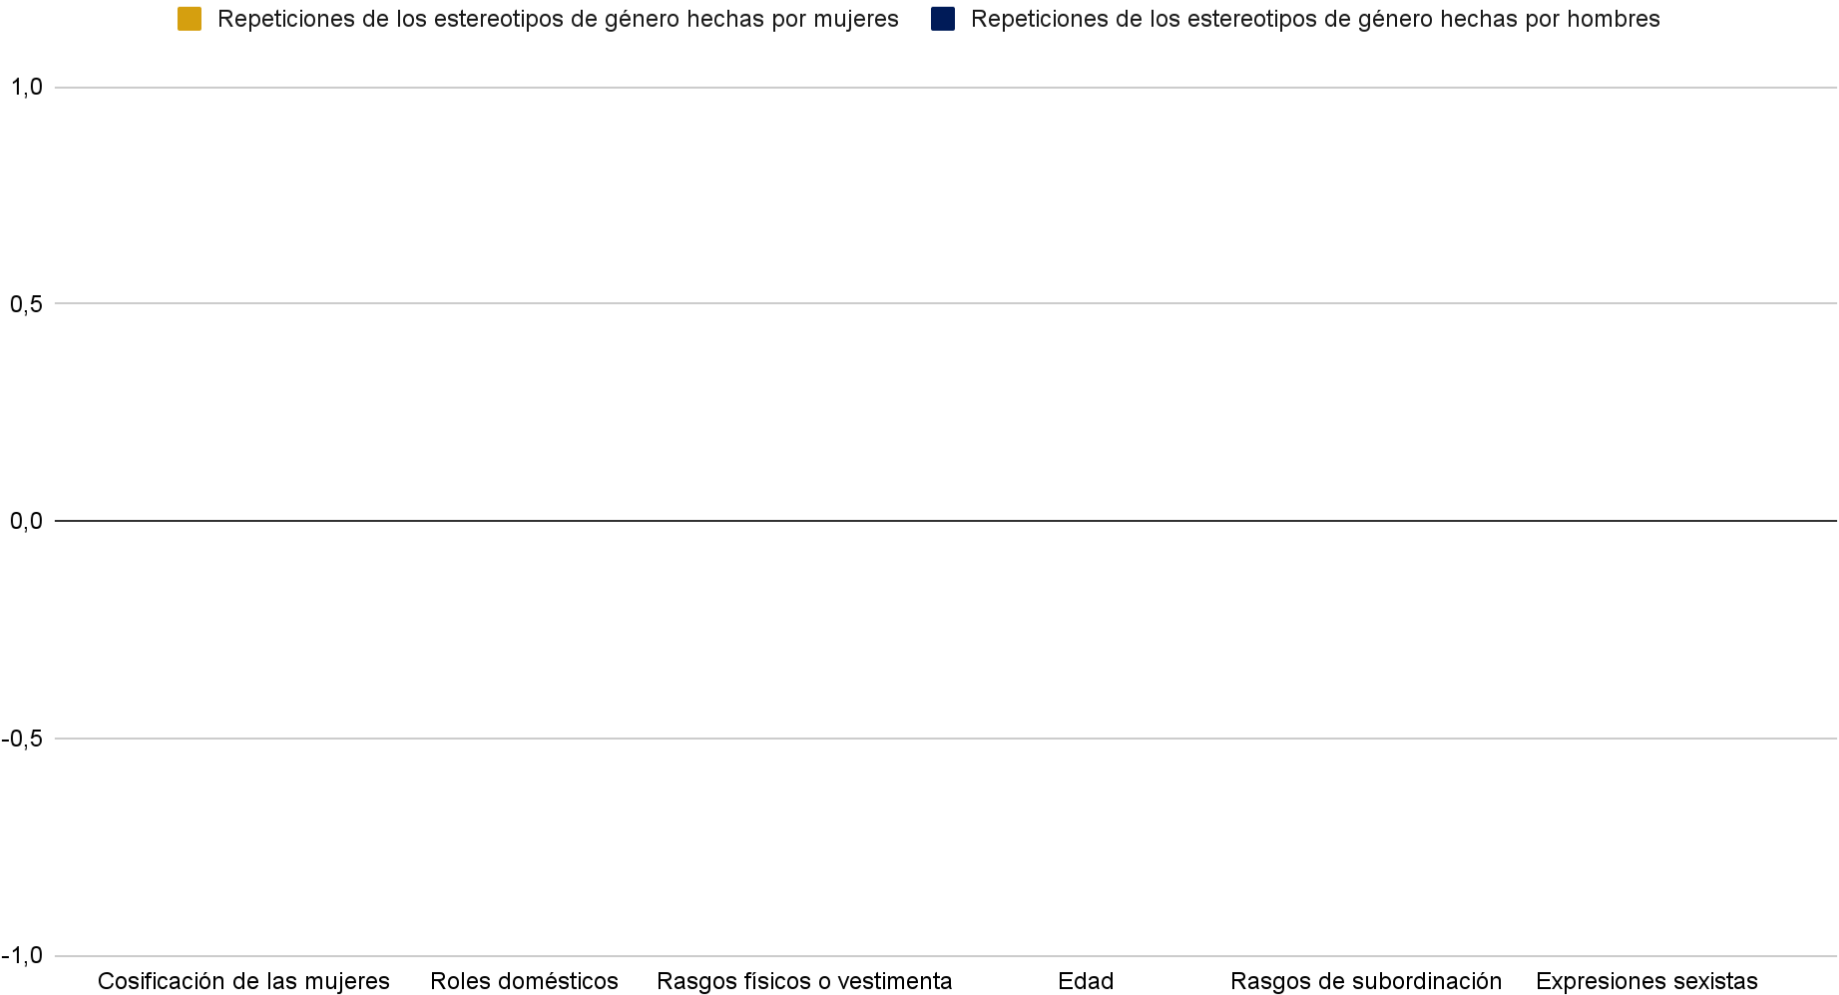 Repeticiones de los estereotipos de género hechas por mujeres Repeticiones de los estereotipos de género hechas por hombres
1,0
0,5
0,0
-0,5
-1,0
Cosificación de las mujeres Roles domésticos Rasgos físicos o vestimenta Edad Rasgos de subordinación Expresiones sexistas